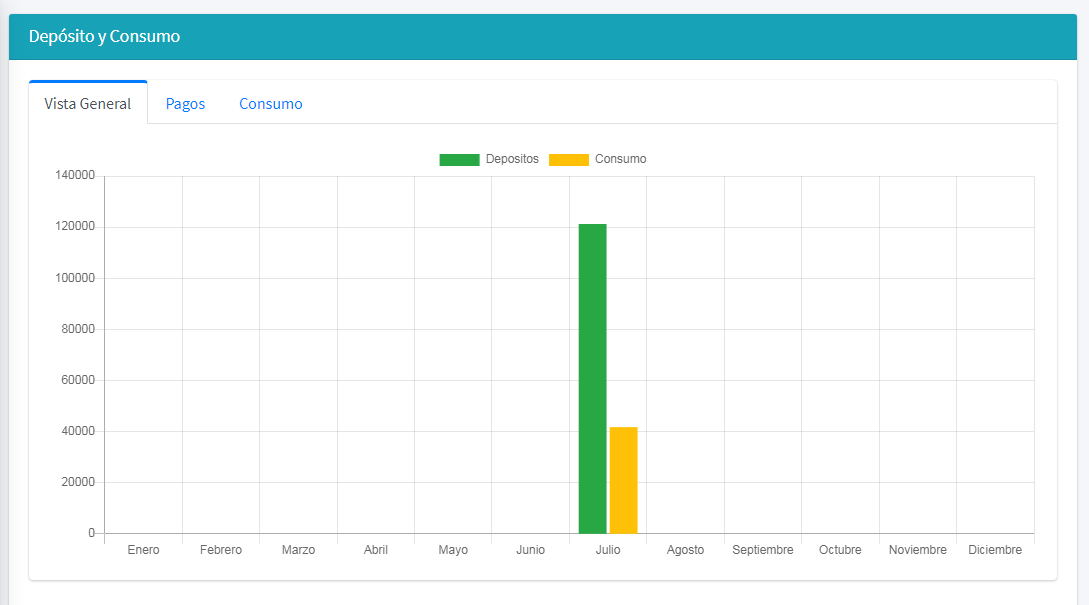 Depósito y Consumo
Vista General Pagos Consumo
Depositos Consumo
140000
120000
100000
80000
60000
40000
20000
0
Enero Febrero Marzo Abril Mayo Junio Julio Agosto Septiembre Octubre Noviembre Diciembre